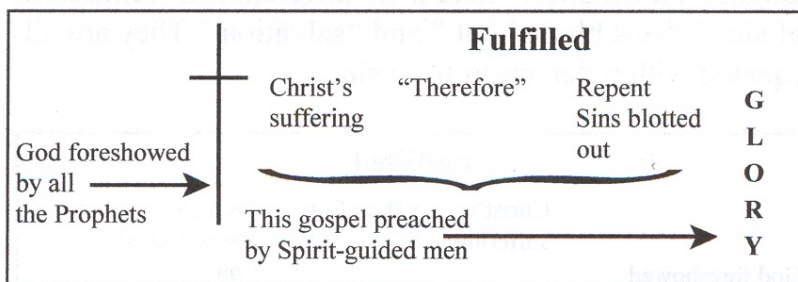 Fulfilled
Christ's
suffering
“Therefore”
Repent
Sins blotted
out
God foreshowed
by all
the Prophets
This gospel preached
by Spirit-guided men
G
L
O
R
Y